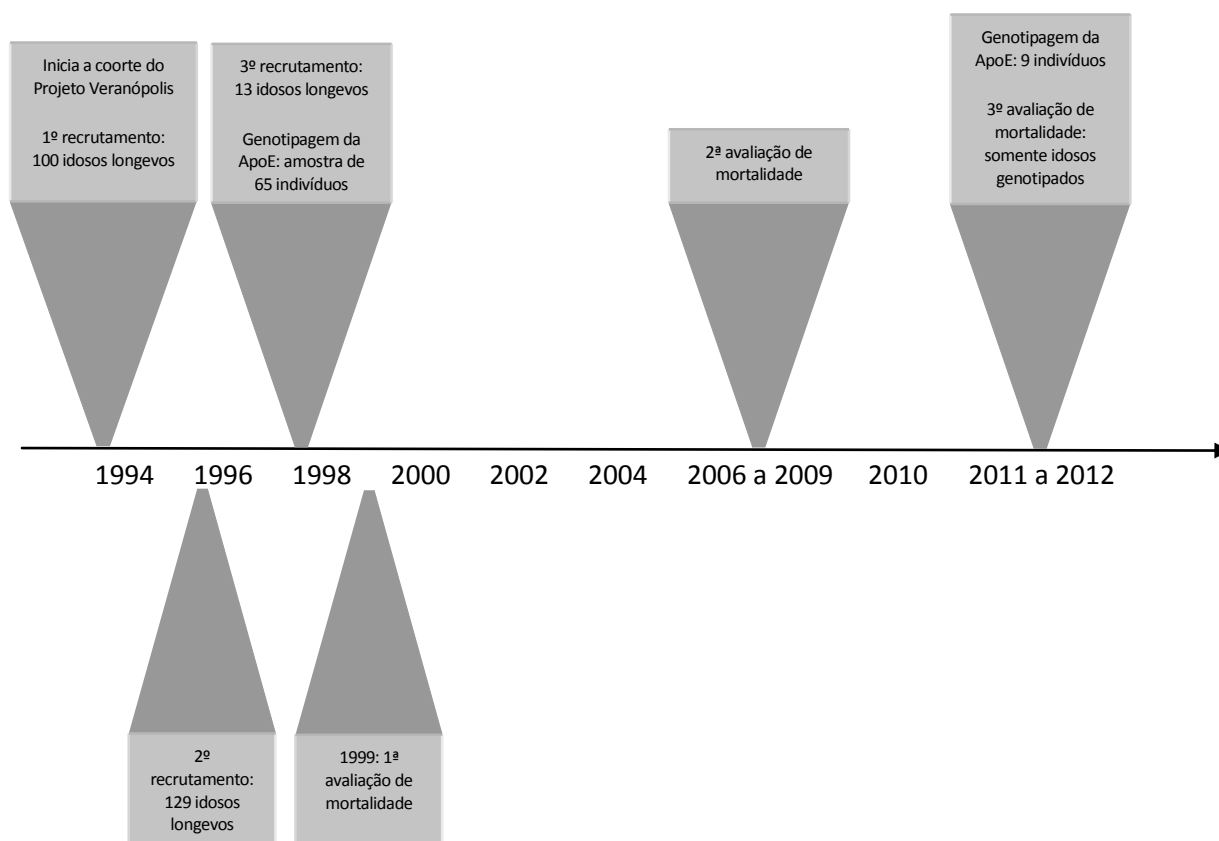 Inicia a coorte do
Projeto Veranópolis
1º recrutamento:
100 idosos longevos
3º recrutamento:
13 idosos longevos
Genotipagem da
ApoE: amostra de
65 indivíduos
2ª avaliação de
mortalidade
Genotipagem da
ApoE: 9 indivíduos
3º avaliação de
mortalidade:
somente idosos
genotipados
1994 1996 1998 2000 2002 2004 2006 a 2009 2010 2011 a 2012
2º
recrutamento:
129 idosos
longevos
1999: 1ª
avaliação de
mortalidade